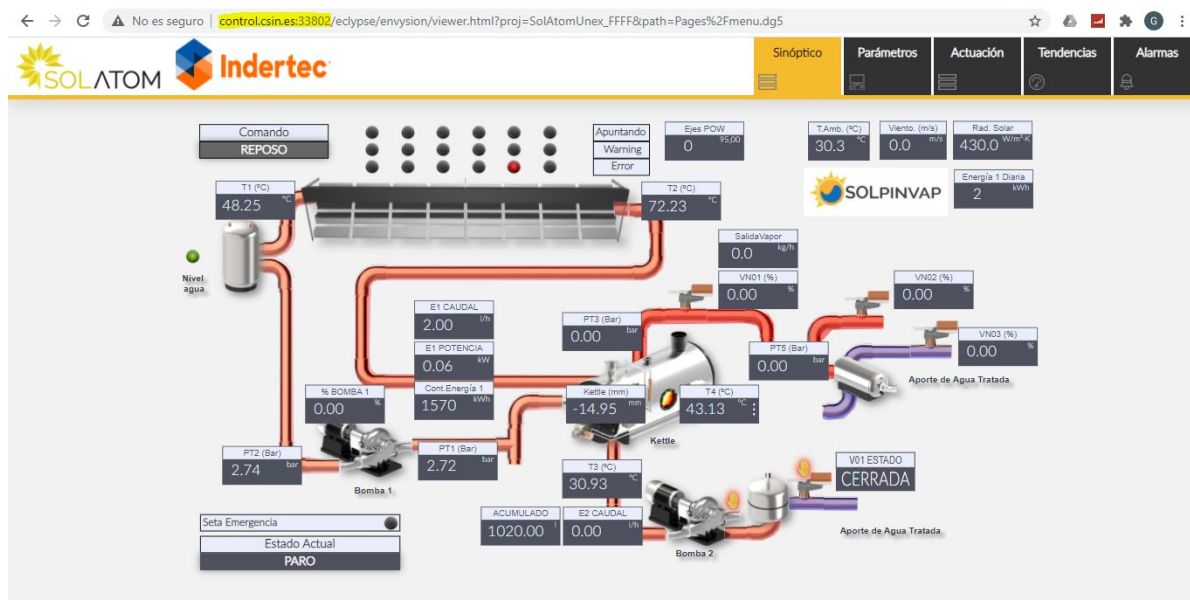 No es seguro
control.csin.es:33802/eclypse/envysion/viewer.html?proj=SolAtomUnex_FFFF&path=Pages%2Fmenu.dg5
G
SOLATOM
Indertec
Sinóptico
Parámetros
Actuación
Tendencias
Alarmas
Comando
REPOSO
Apuntando
Warning
Error
Ejes POW
0 95,00
T.Amb. (ºC)
30.3 ºC
Viento. (m/s)
0.0 m/s
Rad. Solar
430.0 W/m²·K
SOLPINVAP
Energía 1 Diaria
2 kWh
T1 (ºC)
48.25 ºC
T2 (ºC)
72.23 ºC
Nivel
agua
SalidaVapor
0.0 kg/h
VN01 (%)
0.00 %
VN02 (%)
0.00 %
E1 CAUDAL
2.00 l/h
PT3 (Bar)
0.00 bar
VN03 (%)
0.00 %
E1 POTENCIA
0.06 kW
PT5 (Bar)
0.00 bar
Aporte de Agua Tratada
% BOMBA 1
0.00 %
Cont.Energía 1
1570 kWh
Kettle (mm)
-14.95 mm
T4 (ºC)
43.13 ºC
Kettle
PT2 (Bar)
2.74 bar
PT1 (Bar)
2.72 bar
Bomba 1
T3 (ºC)
30.93 ºC
V01 ESTADO
CERRADA
ACUMULADO
1020.00 l
E2 CAUDAL
0.00 l/h
Bomba 2
Aporte de Agua Tratada
Seta Emergencia
Estado Actual
PARO